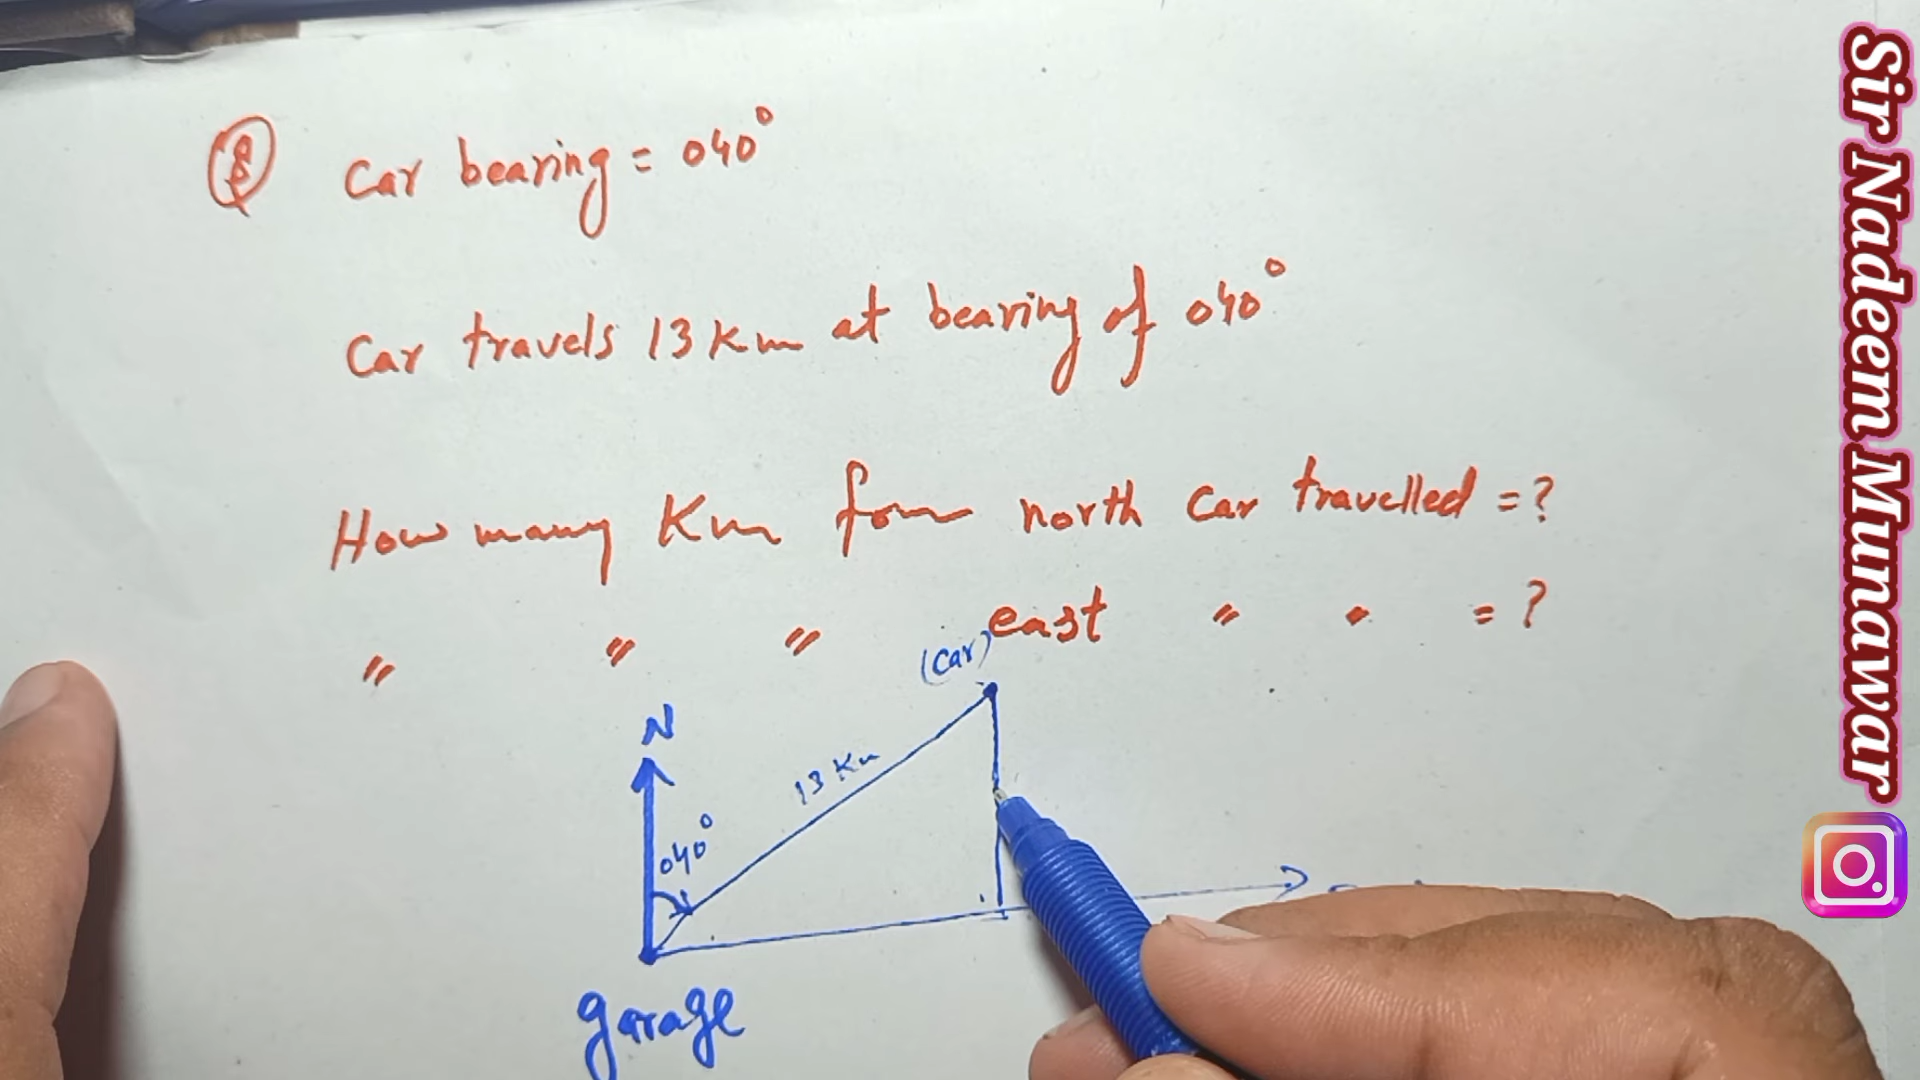 Car bearing = 040°
Car travels 13 Km at bearing of 040°
How many Km from north Car travelled = ?
〃 〃 〃 east 〃 〃 = ?
(Car)
N
13 Km
040°
garage
Sir Nadeem Munawar